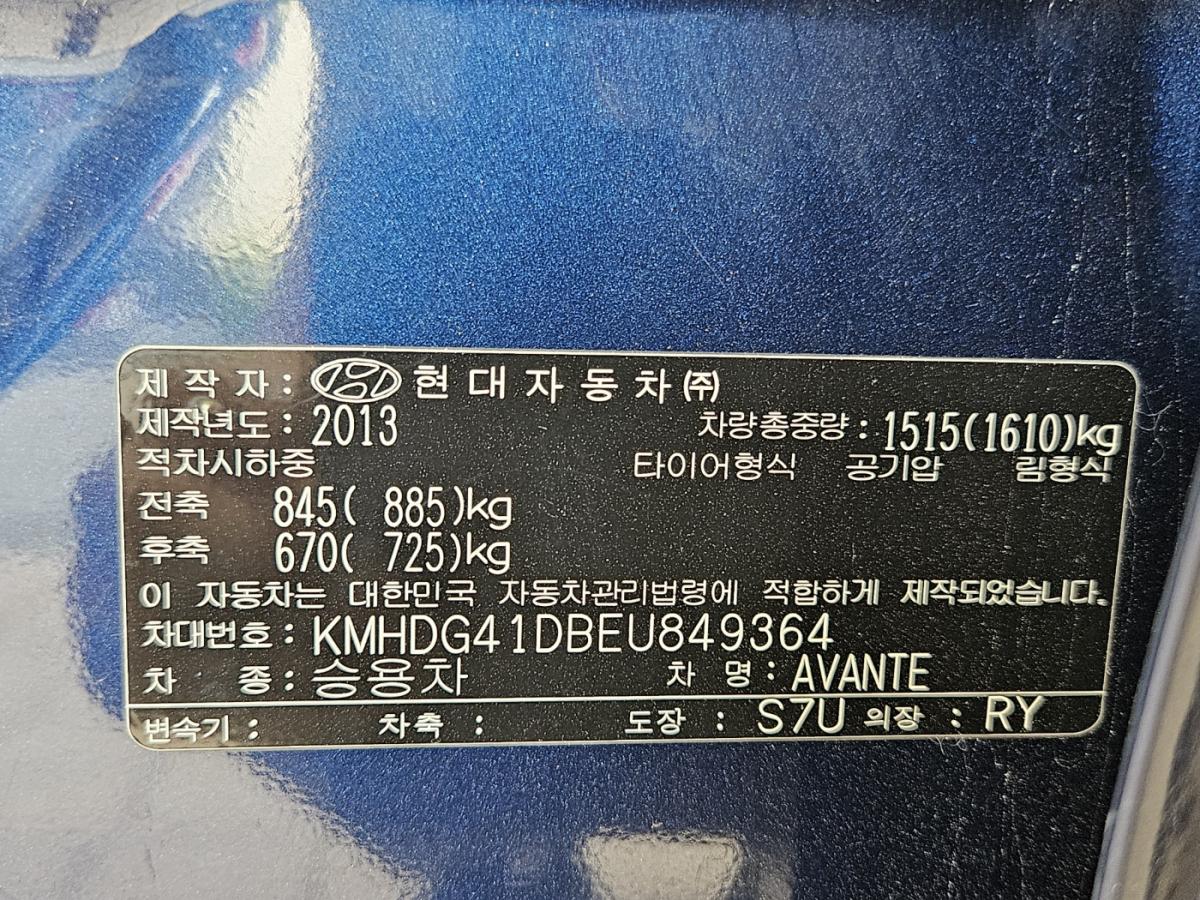 제 작 자 : 현 대 자 동 차 ㈜
제작년도 : 2013 차량총중량 : 1515(1610)kg
적차시하중 타이어형식 공기압 림형식
전축 845( 885)kg
후축 670( 725)kg
이 자동차는 대한민국 자동차관리법령에 적합하게 제작되었습니다.
차대번호 : KMHDG41DBEU849364
차 종 : 승용차 차 명 : AVANTE
변속기 : 차축 : 도장 : S7U 의장 : RY